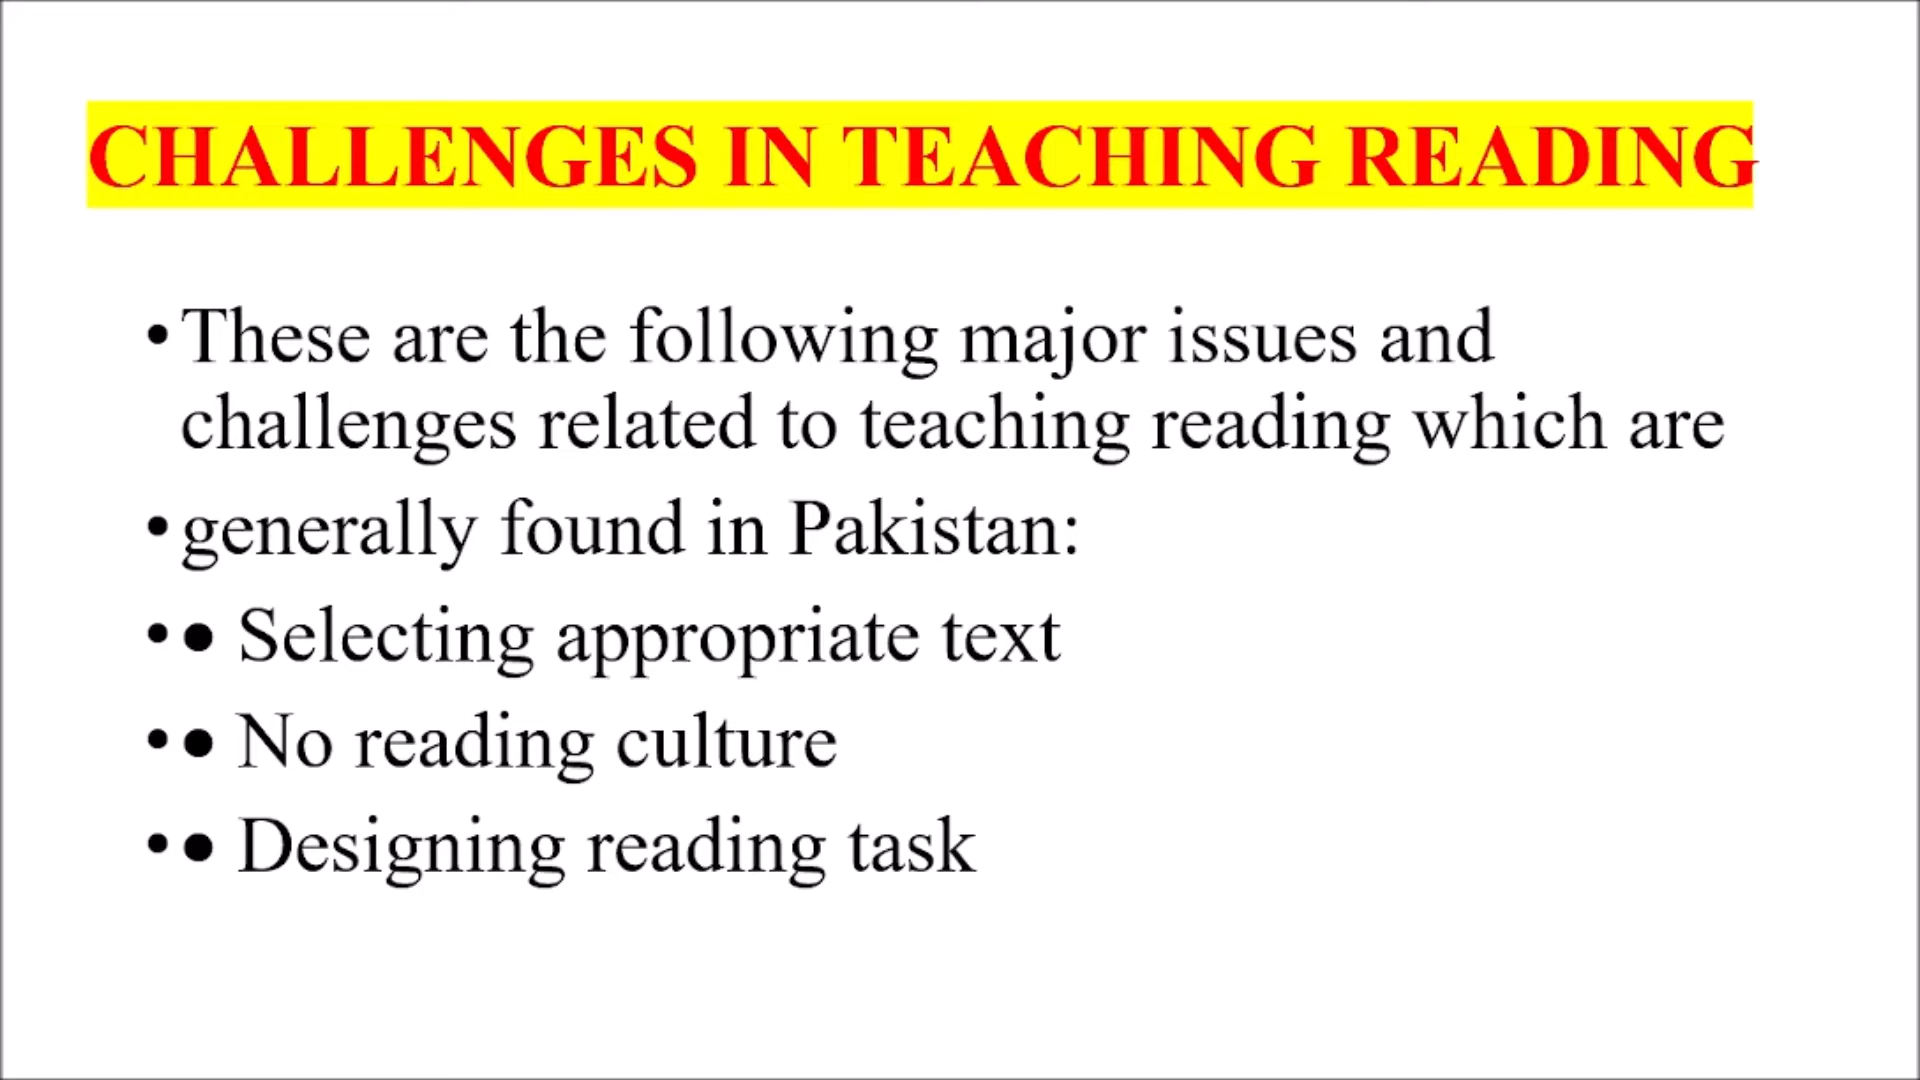 CHALLENGES IN TEACHING READING
• These are the following major issues and
challenges related to teaching reading which are
• generally found in Pakistan:
• ● Selecting appropriate text
• ● No reading culture
• ● Designing reading task